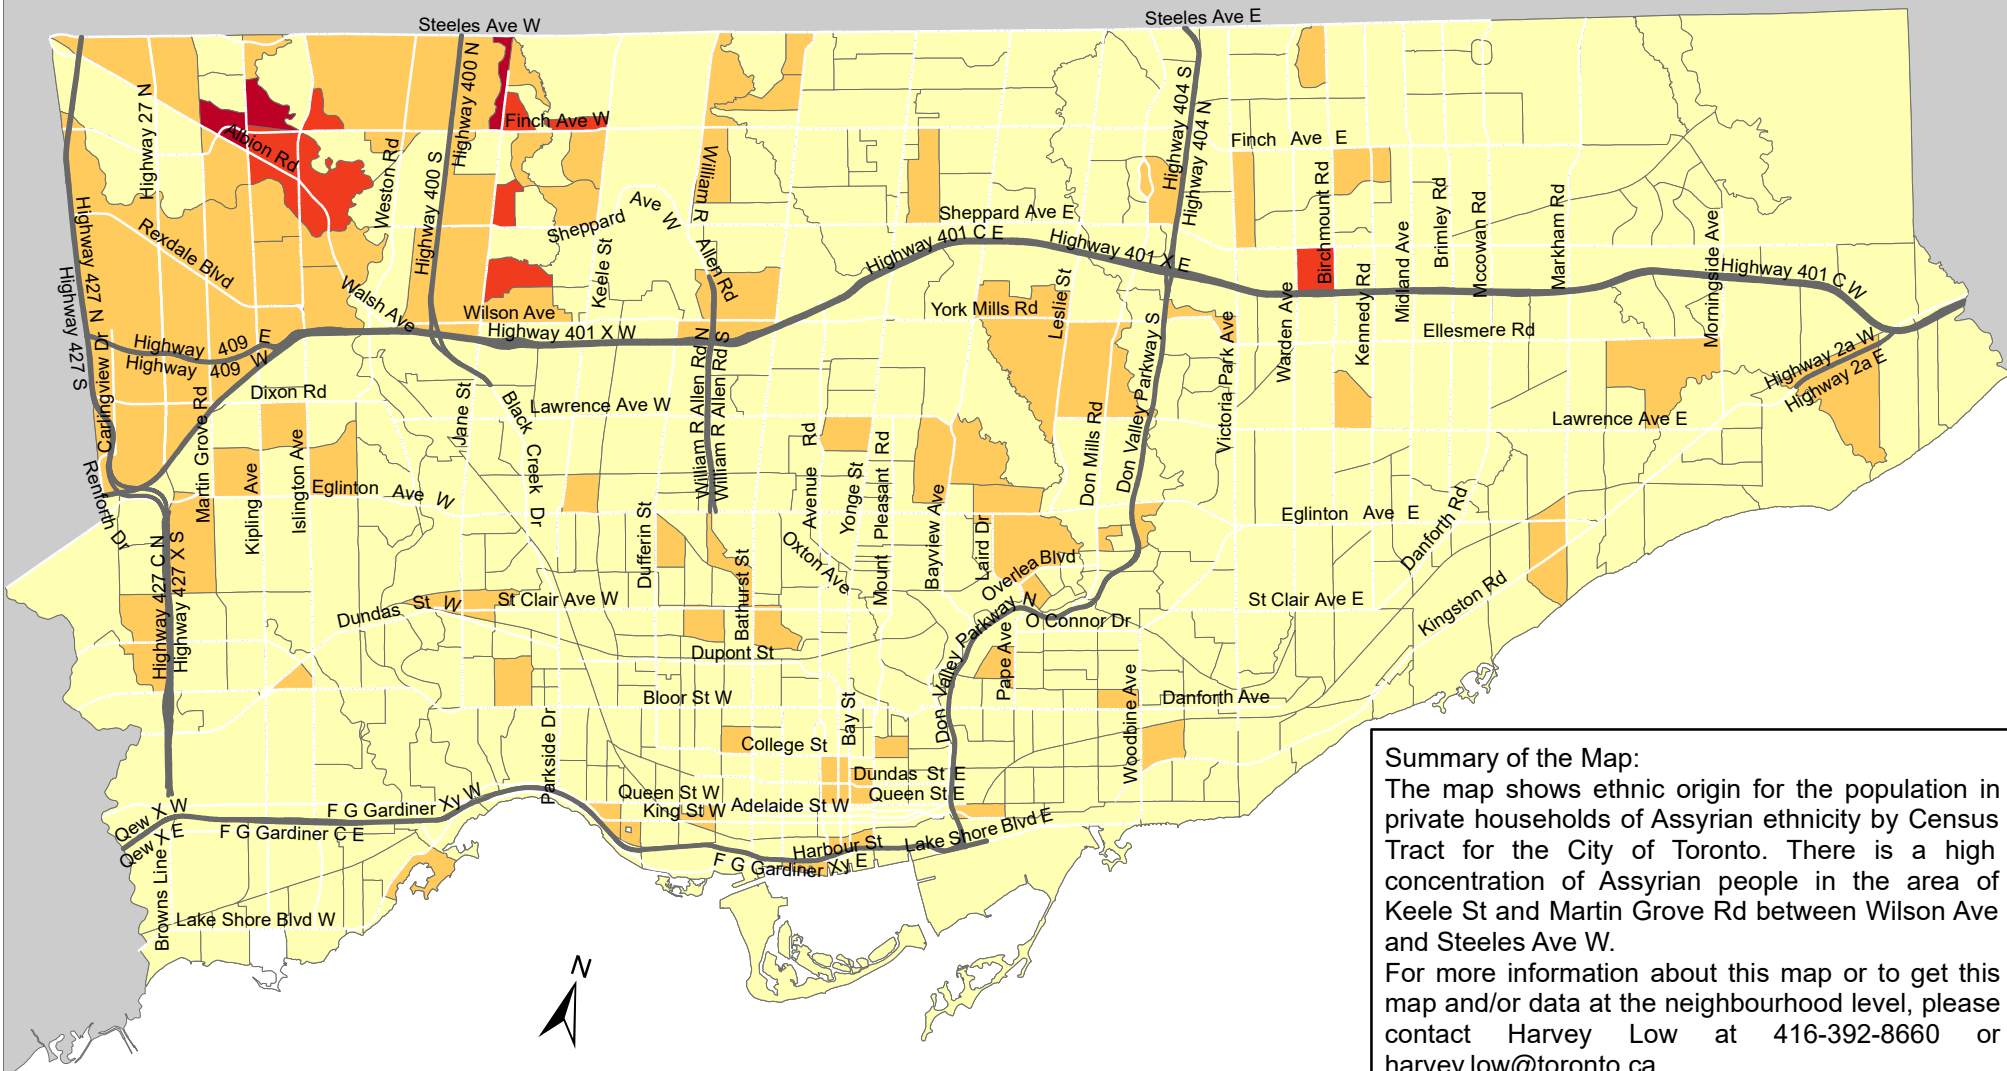 Steeles Ave W
Steeles Ave E
Highway 400 N
Highway 404 S
Highway 404 N
Highway 27 N
Finch Ave W
Albion Rd
Finch Ave E
Weston Rd
Highway 400 S
William R
Allen Rd
Birchmount Rd
Sheppard Ave W
Sheppard Ave E
Keele St
Midland Ave
Brimley Rd
Mccowan Rd
Markham Rd
Morningside Ave
Highway 427 N
Highway 427 S
Rexdale Blvd
Walsh Ave
Highway 401 C E
Highway 401 X E
Highway 401 C W
Leslie St
Kennedy Rd
Warden Ave
Wilson Ave
Highway 401 X W
York Mills Rd
Ellesmere Rd
Highway 409 E
Highway 409 W
Carlingview Dr
Martin Grove Rd
Dixon Rd
Jane St
Black Creek Dr
Lawrence Ave W
William R Allen Rd N
William R Allen Rd S
Victoria Park Ave
Don Valley Parkway S
Highway 2a W
Highway 2a E
Lawrence Ave E
Renforth Dr
Kipling Ave
Islington Ave
Eglinton Ave W
Dufferin St
Avenue Rd
Yonge St
Mount Pleasant Rd
Bayview Ave
Laird Dr
Don Mills Rd
Eglinton Ave E
Danforth Rd
Highway 427 C N
Highway 427 X S
Bathurst St
Oxton Ave
Overlea Blvd
Dundas St W
St Clair Ave W
St Clair Ave E
Kingston Rd
Don Valley Parkway N
O Connor Dr
Pape Ave
Dupont St
Bloor St W
Bay St
Woodbine Ave
Danforth Ave
Parkside Dr
College St
Dundas St E
Queen St E
Queen St W
King St W
Adelaide St W
Qew X W
Qew X E
F G Gardiner Xy W
F G Gardiner C E
Harbour St
Lake Shore Blvd E
F G Gardiner Xy E
Browns Line
Lake Shore Blvd W
N
Summary of the Map:
The map shows ethnic origin for the population in
private households of Assyrian ethnicity by Census
Tract for the City of Toronto. There is a high
concentration of Assyrian people in the area of
Keele St and Martin Grove Rd between Wilson Ave
and Steeles Ave W.
For more information about this map or to get this
map and/or data at the neighbourhood level, please
contact Harvey Low at 416-392-8660 or
harvey.low@toronto.ca